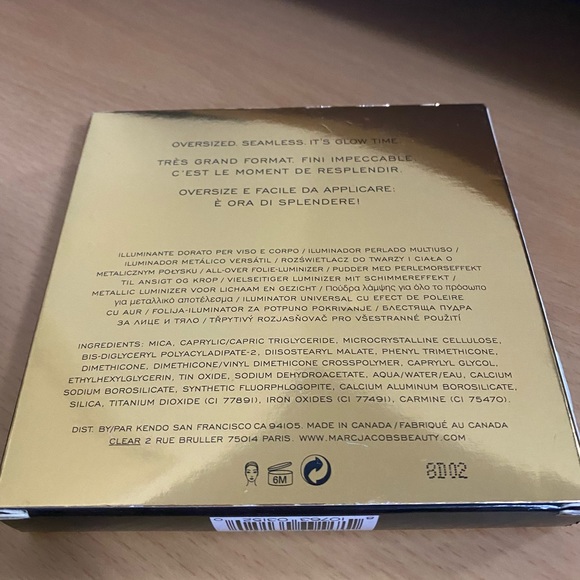 OVERSIZED. SEAMLESS. IT'S GLOW TIME.
TRÈS GRAND FORMAT. FINI IMPECCABLE.
C'EST LE MOMENT DE RESPLENDIR.
OVERSIZE E FACILE DA APPLICARE:
È ORA DI SPLENDERE!
ILLUMINANTE DORATO PER VISO E CORPO / ILUMINADOR PERLADO MULTIUSO /
ILUMINADOR METÁLICO VERSÁTIL / ROZŚWIETLACZ DO TWARZY I CIAŁA O
METALICZNYM POŁYSKU / ALL-OVER FOLIE-LUMINIZER / PUDDER MED PERLEMORSEFFEKT
TIL ANSIGT OG KROP / VIELSEITIGER LUMINIZER MIT SCHIMMEREFFEKT /
METALLIC LUMINIZER VOOR LICHAAM EN GEZICHT / Πούδρα λάμψης για όλο το πρόσωπο
για μεταλλικό αποτέλεσμα / ILUMINATOR UNIVERSAL CU EFECT DE POLEIRE
CU AUR / FOLIJA-ILUMINATOR ZA POTPUNO POKRIVANJE / БЛЕСТЯЩА ПУДРА
ЗА ЛИЦЕ И ТЯЛО / TŘPYTIVÝ ROZJASŇOVAČ PRO VŠESTRANNÉ POUŽITÍ
INGREDIENTS: MICA, CAPRYLIC/CAPRIC TRIGLYCERIDE, MICROCRYSTALLINE CELLULOSE,
BIS-DIGLYCERYL POLYACYLADIPATE-2, DIISOSTEARYL MALATE, PHENYL TRIMETHICONE,
DIMETHICONE, DIMETHICONE/VINYL DIMETHICONE CROSSPOLYMER, CAPRYLYL GLYCOL,
ETHYLHEXYLGLYCERIN, TIN OXIDE, SODIUM DEHYDROACETATE, AQUA/WATER/EAU, CALCIUM
SODIUM BOROSILICATE, SYNTHETIC FLUORPHLOGOPITE, CALCIUM ALUMINUM BOROSILICATE,
SILICA, TITANIUM DIOXIDE (CI 77891), IRON OXIDES (CI 77491), CARMINE (CI 75470).
DIST. BY/PAR KENDO SAN FRANCISCO CA 94105. MADE IN CANADA / FABRIQUÉ AU CANADA
CLEAR 2 RUE BRULLER 75014 PARIS. WWW.MARCJACOBSBEAUTY.COM
6M
8D02